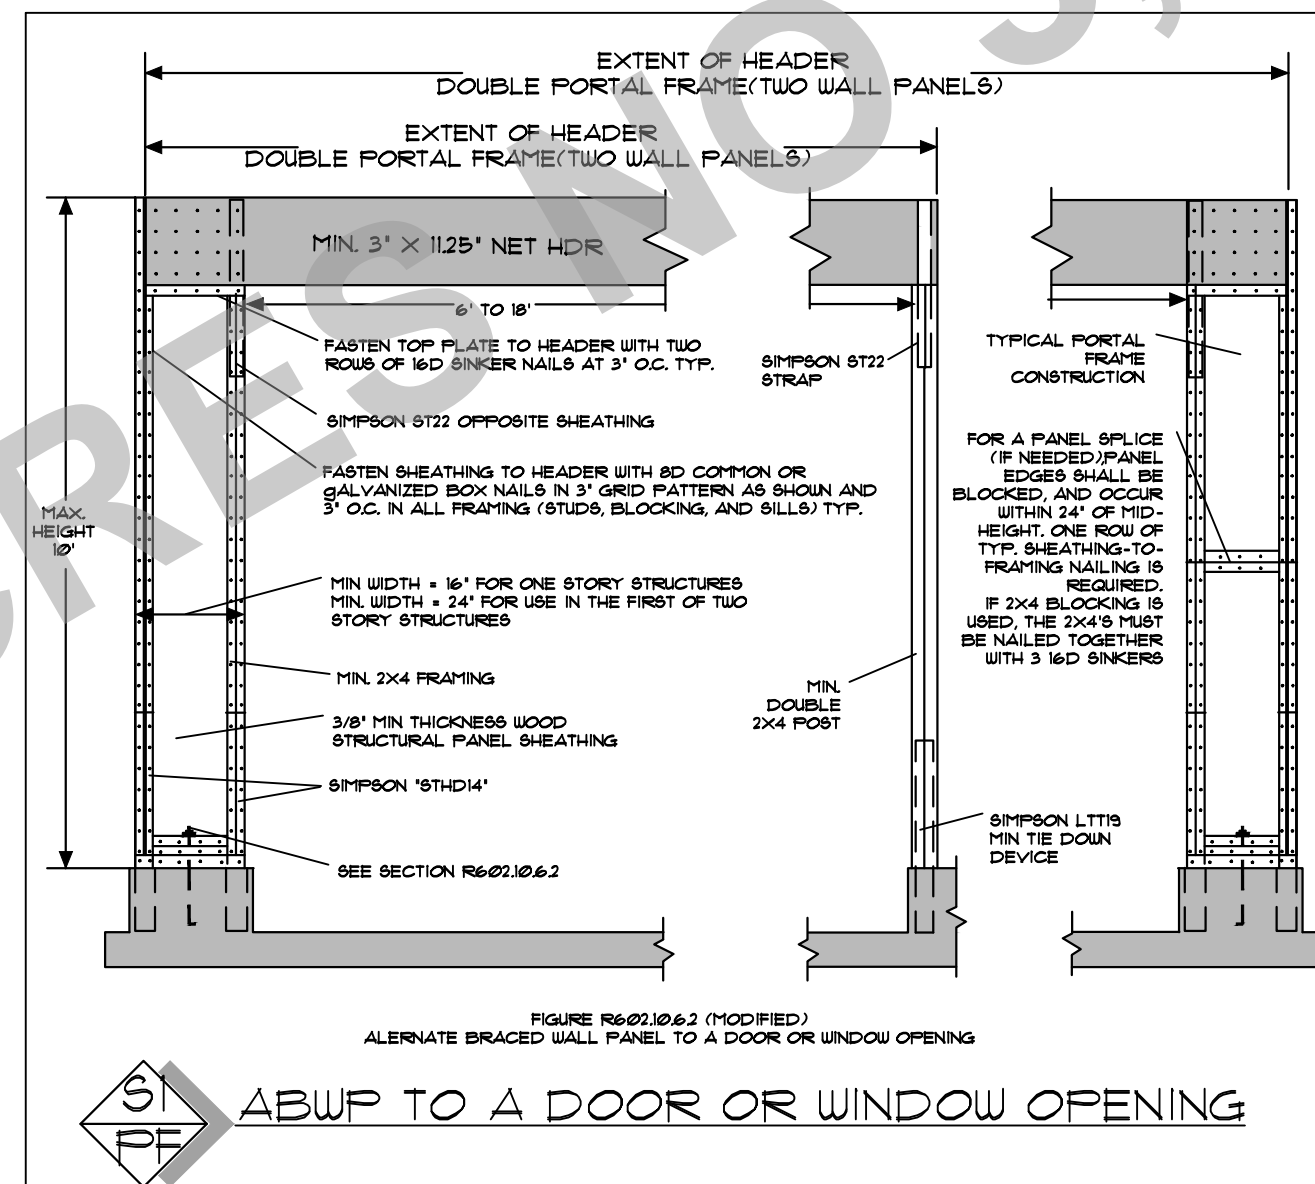 EXTENT OF HEADER
DOUBLE PORTAL FRAME(TWO WALL PANELS)
EXTENT OF HEADER
DOUBLE PORTAL FRAME(TWO WALL PANELS)
MIN. 3" X 11.25" NET HDR
6' TO 18'
FASTEN TOP PLATE TO HEADER WITH TWO
ROWS OF 16D SINKER NAILS AT 3" O.C. TYP.
SIMPSON ST22
STRAP
TYPICAL PORTAL
FRAME
CONSTRUCTION
SIMPSON ST22 OPPOSITE SHEATHING
FASTEN SHEATHING TO HEADER WITH 8D COMMON OR
gALVANIZED BOX NAILS IN 3" GRID PATTERN AS SHOWN AND
3" O.C. IN ALL FRAMING (STUDS, BLOCKING, AND SILLS) TYP.
FOR A PANEL SPLICE
(IF NEEDED),PANEL
EDGES SHALL BE
BLOCKED, AND OCCUR
WITHIN 24" OF MID-
HEIGHT. ONE ROW OF
TYP. SHEATHING-TO-
FRAMING NAILING IS
REQUIRED.
IF 2X4 BLOCKING IS
USED, THE 2X4'S MUST
BE NAILED TOGETHER
WITH 3 16D SINKERS
MAX.
HEIGHT
10'
MIN WIDTH = 16" FOR ONE STORY STRUCTURES
MIN. WIDTH = 24" FOR USE IN THE FIRST OF TWO
STORY STRUCTURES
MIN. 2X4 FRAMING
MIN.
DOUBLE
2X4 POST
3/8" MIN THICKNESS WOOD
STRUCTURAL PANEL SHEATHING
SIMPSON "STHD14"
SIMPSON LTT19
MIN TIE DOWN
DEVICE
SEE SECTION R602.10.6.2
FIGURE R602.10.6.2 (MODIFIED)
ALERNATE BRACED WALL PANEL TO A DOOR OR WINDOW OPENING
S1
PF
ABWP TO A DOOR OR WINDOW OPENING
CRES NO